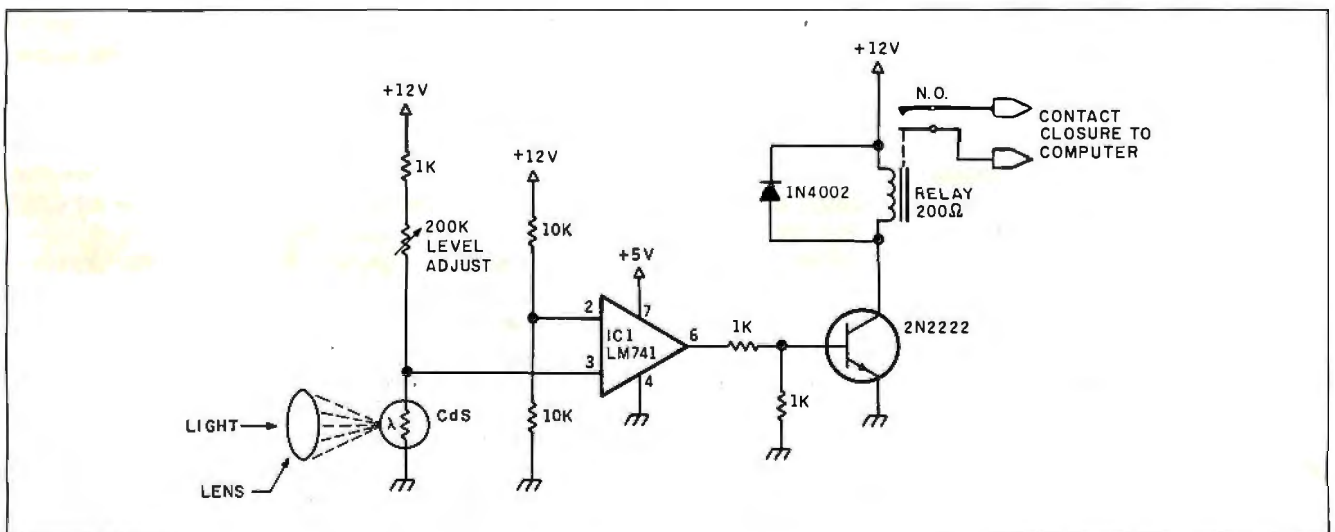 +12V
1K
200K
LEVEL
ADJUST
LIGHT
LENS
λ
CdS
+12V
10K
10K
2
3
IC1
LM741
+5V
7
4
6
1K
1K
1N4002
+12V
RELAY
200Ω
2N2222
N.O.
CONTACT
CLOSURE TO
COMPUTER